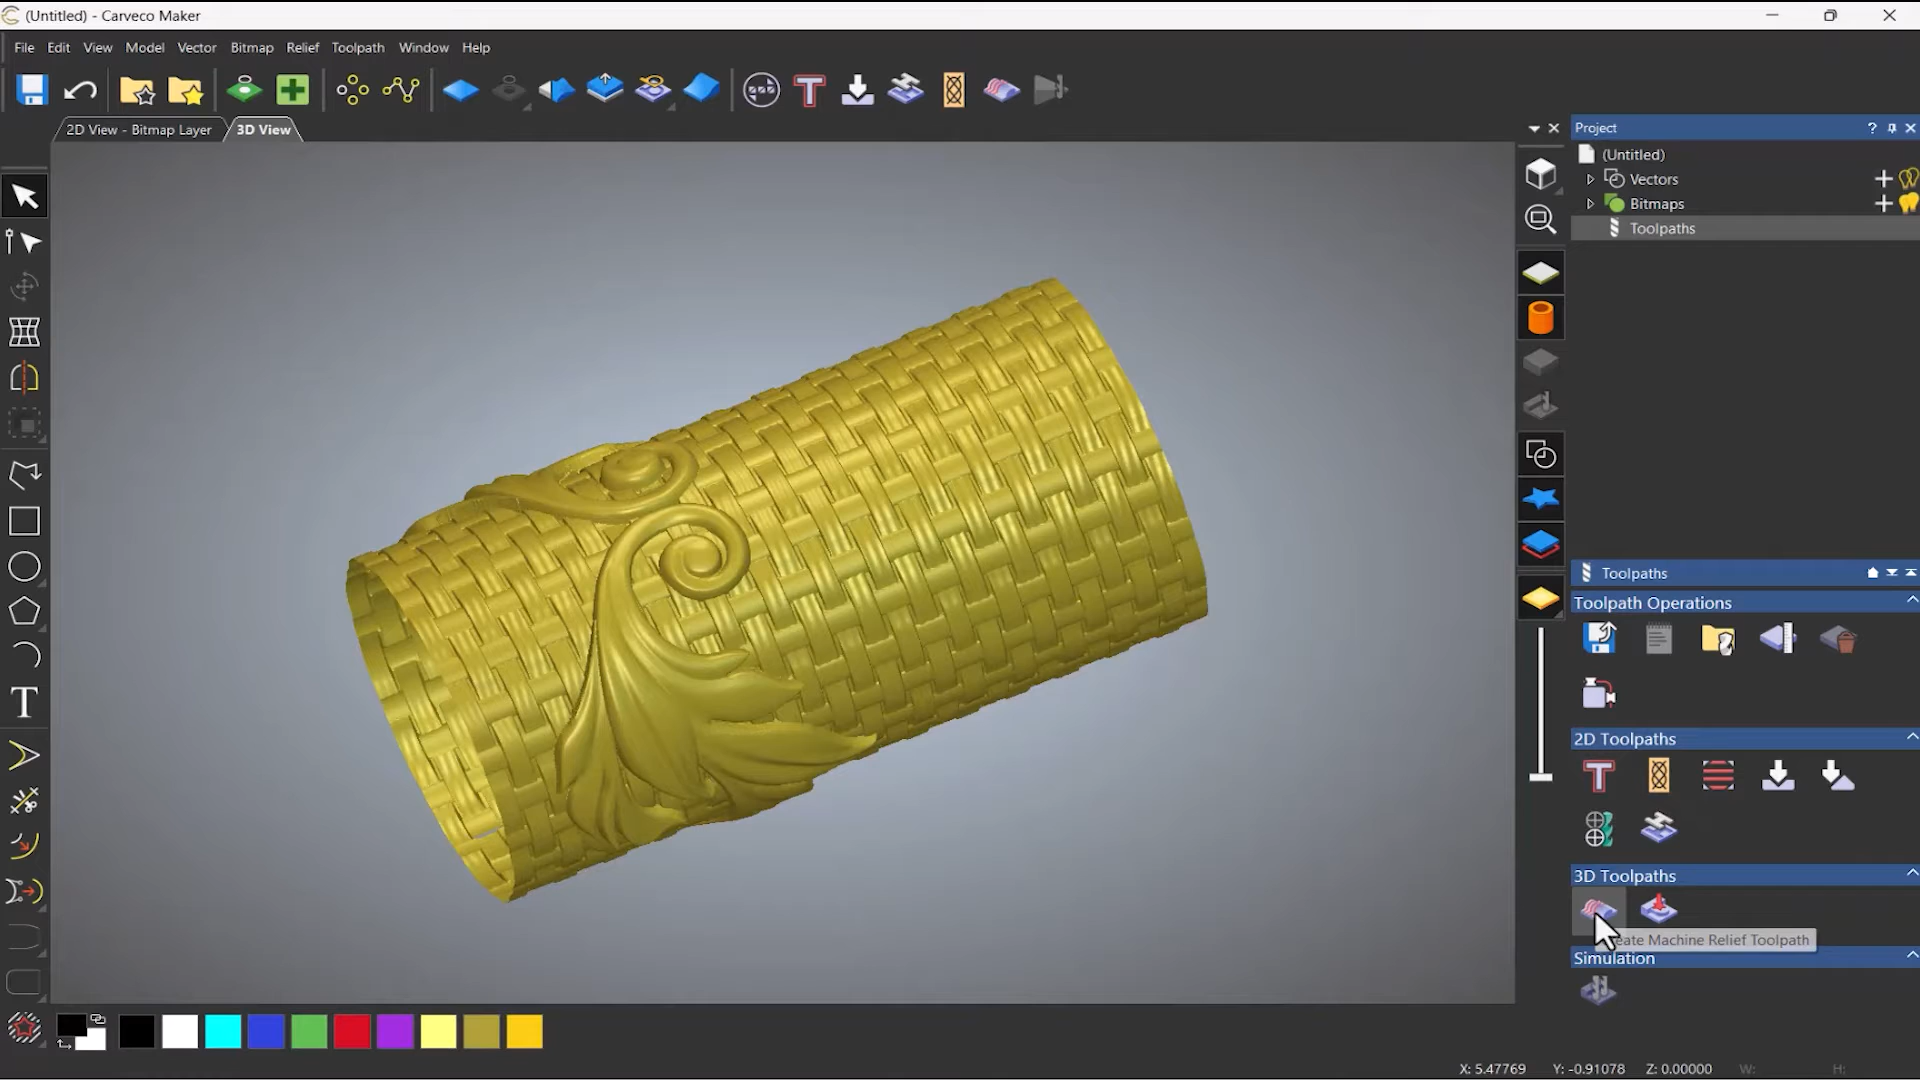 (Untitled) - Carveco Maker
File Edit View Model Vector Bitmap Relief Toolpath Window Help
2D View - Bitmap Layer 3D View
Project ?
(Untitled)
Vectors
Bitmaps
Toolpaths
Toolpaths
Toolpath Operations
2D Toolpaths
3D Toolpaths
Machine Relief Toolpath
Simulation
X: 5.47769 Y: -0.91078 Z: 0.00000 W: H: